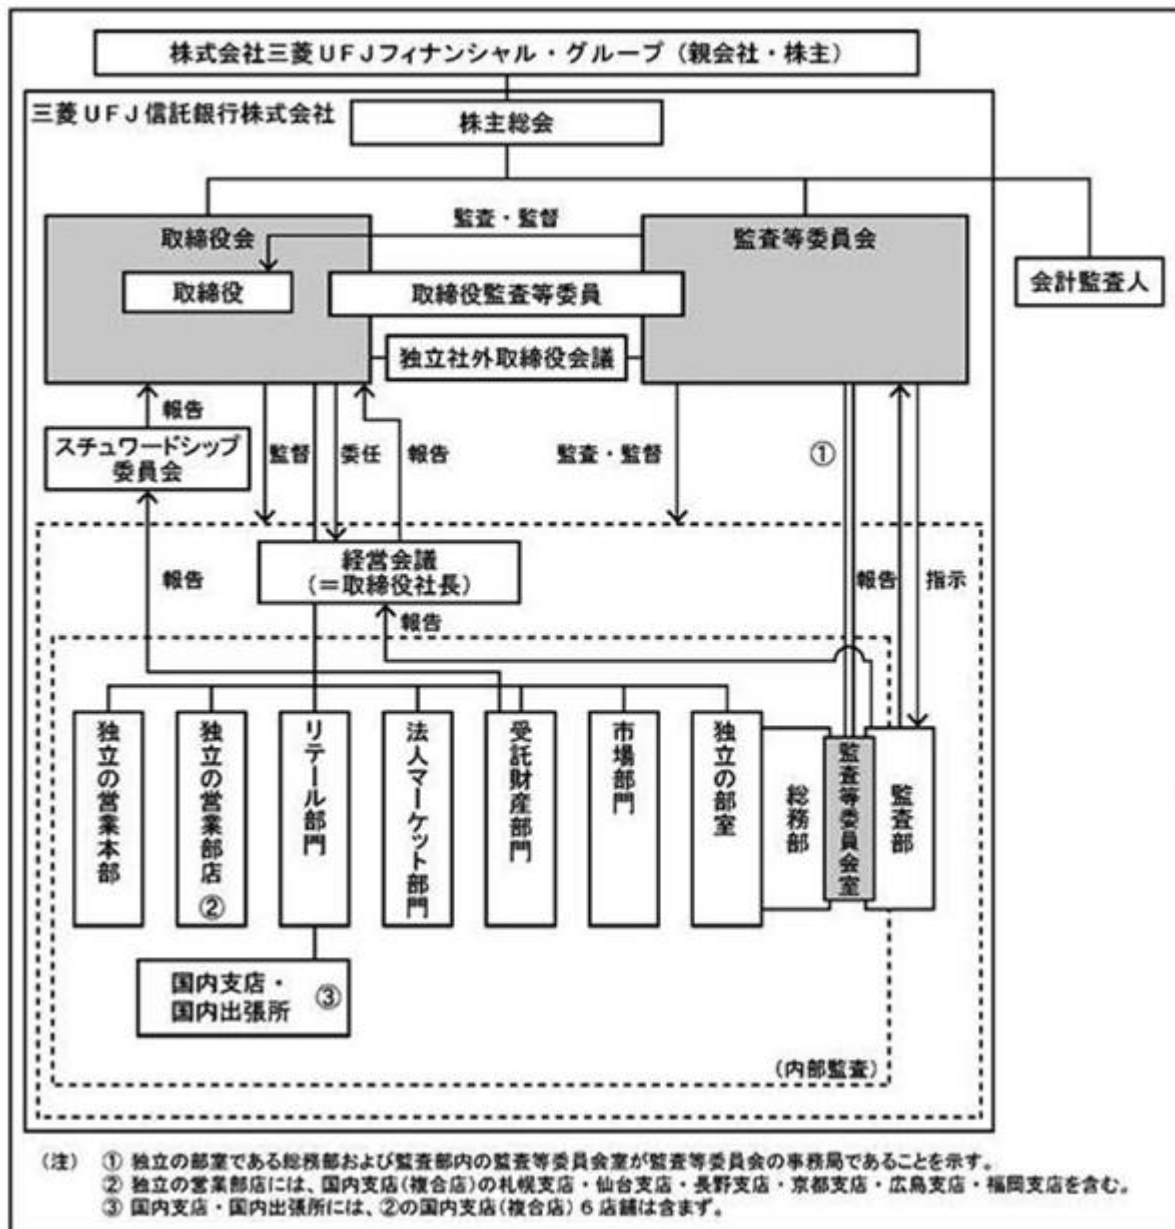 株式会社三菱UFJフィナンシャル・グループ（親会社・株主）
三菱UFJ信託銀行株式会社
株主総会
監査・監督
取締役会
監査等委員会
取締役
取締役監査等委員
会計監査人
独立社外取締役会議
報告
スチュワードシップ
委員会
監督
委任
報告
監査・監督
①
経営会議
（＝取締役社長）
報告
報告
報告
指示
独立の営業本部
独立の営業部店②
リテール部門
法人マーケット部門
受託財産部門
市場部門
独立の部室
総務部
監査等委員会室
監査部
国内支店・
国内出張所
③
（内部監査）
（注） ① 独立の部室である総務部および監査部内の監査等委員会室が監査等委員会の事務局であることを示す。
② 独立の営業部店には、国内支店（複合店）の札幌支店・仙台支店・長野支店・京都支店・広島支店・福岡支店を含む。
③ 国内支店・国内出張所には、②の国内支店（複合店）６店舗は含まず。